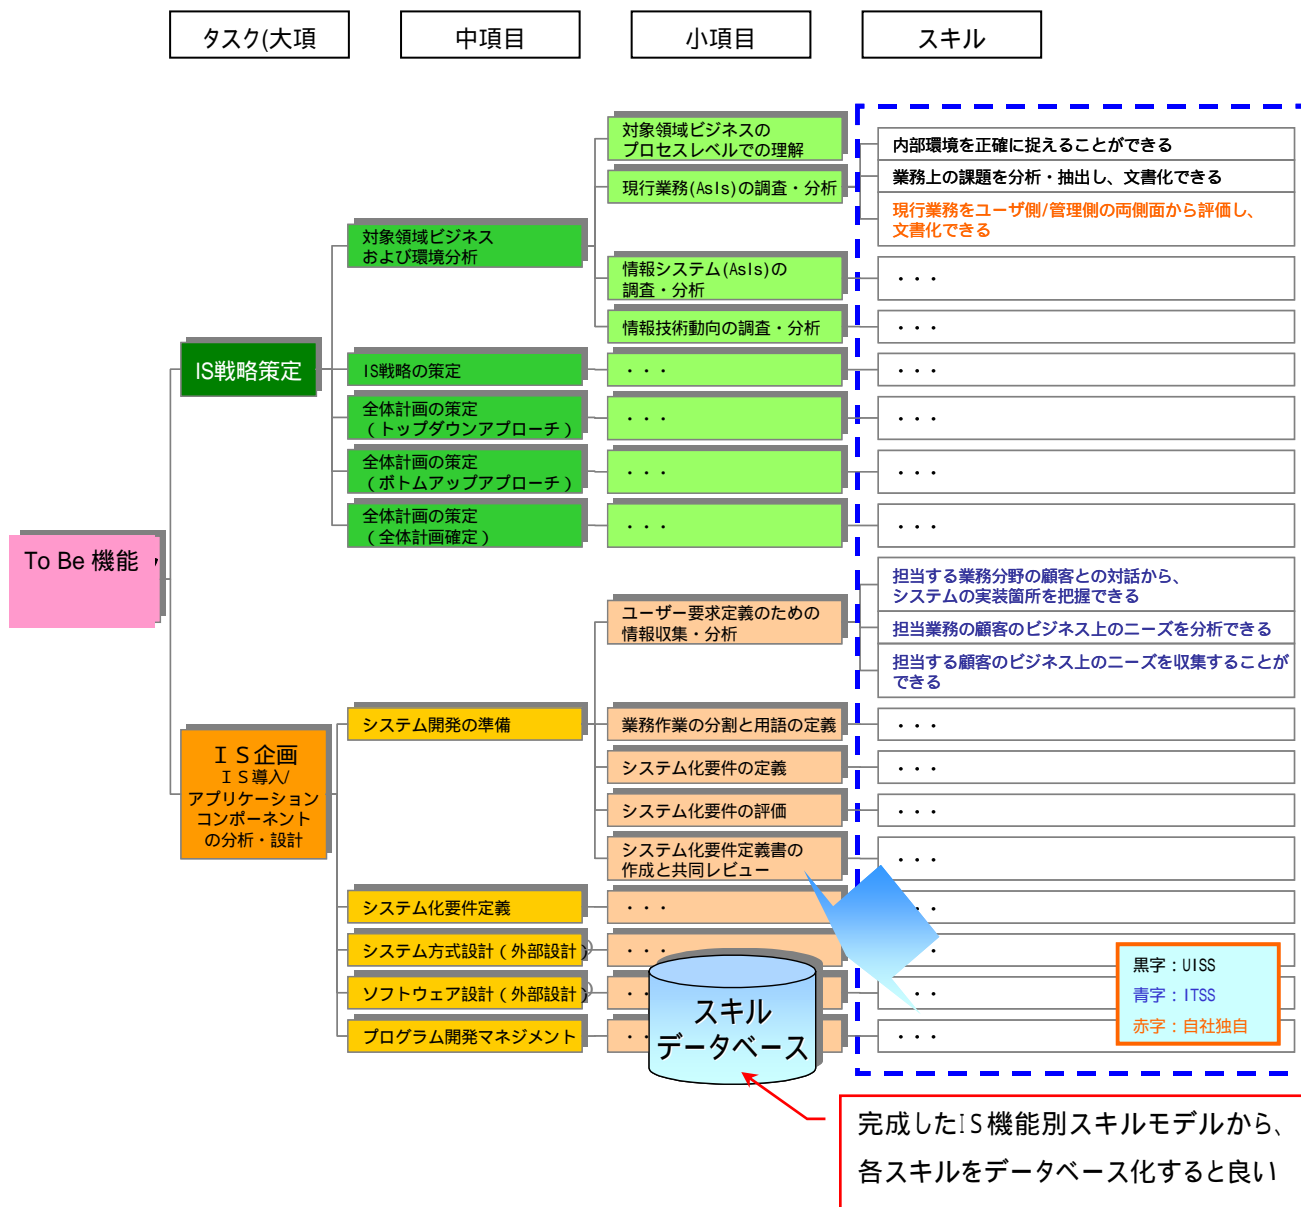 タスク(大項
中項目
小項目
スキル
対象領域ビジネスの
プロセスレベルでの理解
現行業務(AsIs)の調査・分析
内部環境を正確に捉えることができる
業務上の課題を分析・抽出し、文書化できる
現行業務をユーザ側/管理側の両側面から評価し、
文書化できる
対象領域ビジネス
および環境分析
情報システム(AsIs)の
調査・分析
・・・
情報技術動向の調査・分析
・・・
IS戦略策定
IS戦略の策定
・・・
・・・
全体計画の策定
(トップダウンアプローチ)
・・・
・・・
全体計画の策定
(ボトムアップアプローチ)
・・・
・・・
全体計画の策定
(全体計画確定)
・・・
・・・
To Be 機能
ユーザー要求定義のための
情報収集・分析
担当する業務分野の顧客との対話から、
システムの実装箇所を把握できる
担当業務の顧客のビジネス上のニーズを分析できる
担当する顧客のビジネス上のニーズを収集することが
できる
システム開発の準備
業務作業の分割と用語の定義
・・・
IS企画
IS導入/
アプリケーション
コンポーネント
の分析・設計
システム化要件の定義
・・・
システム化要件の評価
・・・
システム化要件定義書の
作成と共同レビュー
・・・
システム化要件定義
・・・
・・
システム方式設計(外部設計)
・・・
・
ソフトウェア設計(外部設計)
・・
・・
プログラム開発マネジメント
・・
・・・
スキル
データベース
黒字:UISS
青字:ITSS
赤字:自社独自
完成したIS機能別スキルモデルから、
各スキルをデータベース化すると良い